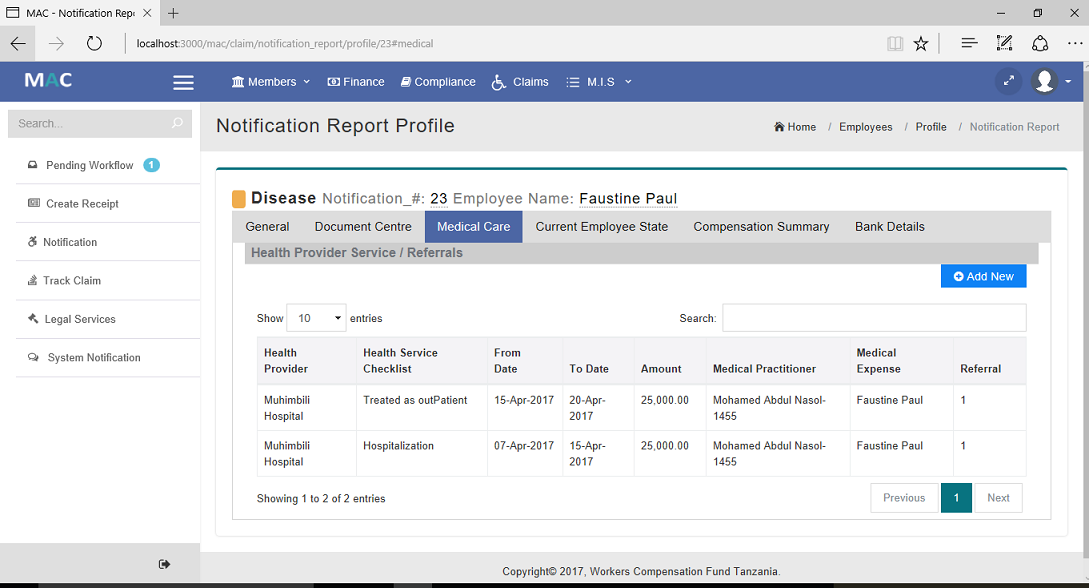 MAC - Notification Repo
localhost:3000/mac/claim/notification_report/profile/23#medical
MAC
Members
Finance
Compliance
Claims
M.I.S
Search...
Notification Report Profile
Home / Employees / Profile / Notification Report
Pending Workflow 1
Create Receipt
Notification
Track Claim
Legal Services
System Notification
Disease Notification_#: 23 Employee Name: Faustine Paul
General
Document Centre
Medical Care
Current Employee State
Compensation Summary
Bank Details
Health Provider Service / Referrals
Add New
Show 10 entries
Search:
Health Provider
Health Service Checklist
From Date
To Date
Amount
Medical Practitioner
Medical Expense
Referral
Muhimbili Hospital
Treated as outPatient
15-Apr-2017
20-Apr-2017
25,000.00
Mohamed Abdul Nasol-1455
Faustine Paul
1
Muhimbili Hospital
Hospitalization
07-Apr-2017
15-Apr-2017
25,000.00
Mohamed Abdul Nasol-1455
Faustine Paul
1
Showing 1 to 2 of 2 entries
Previous
1
Next
Copyright© 2017, Workers Compensation Fund Tanzania.